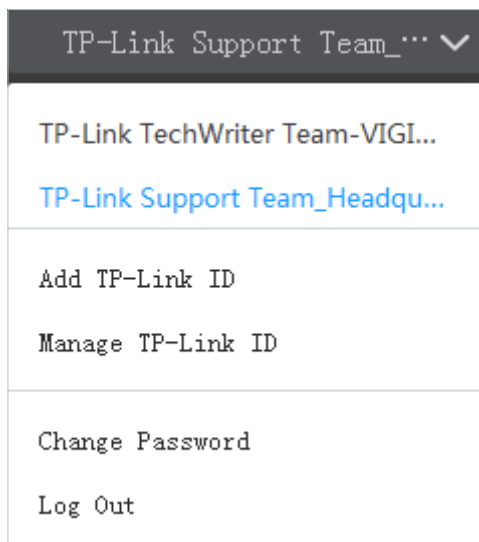 TP-Link Support Team_…
TP-Link TechWriter Team-VIGI...
TP-Link Support Team_Headqu...
Add TP-Link ID
Manage TP-Link ID
Change Password
Log Out